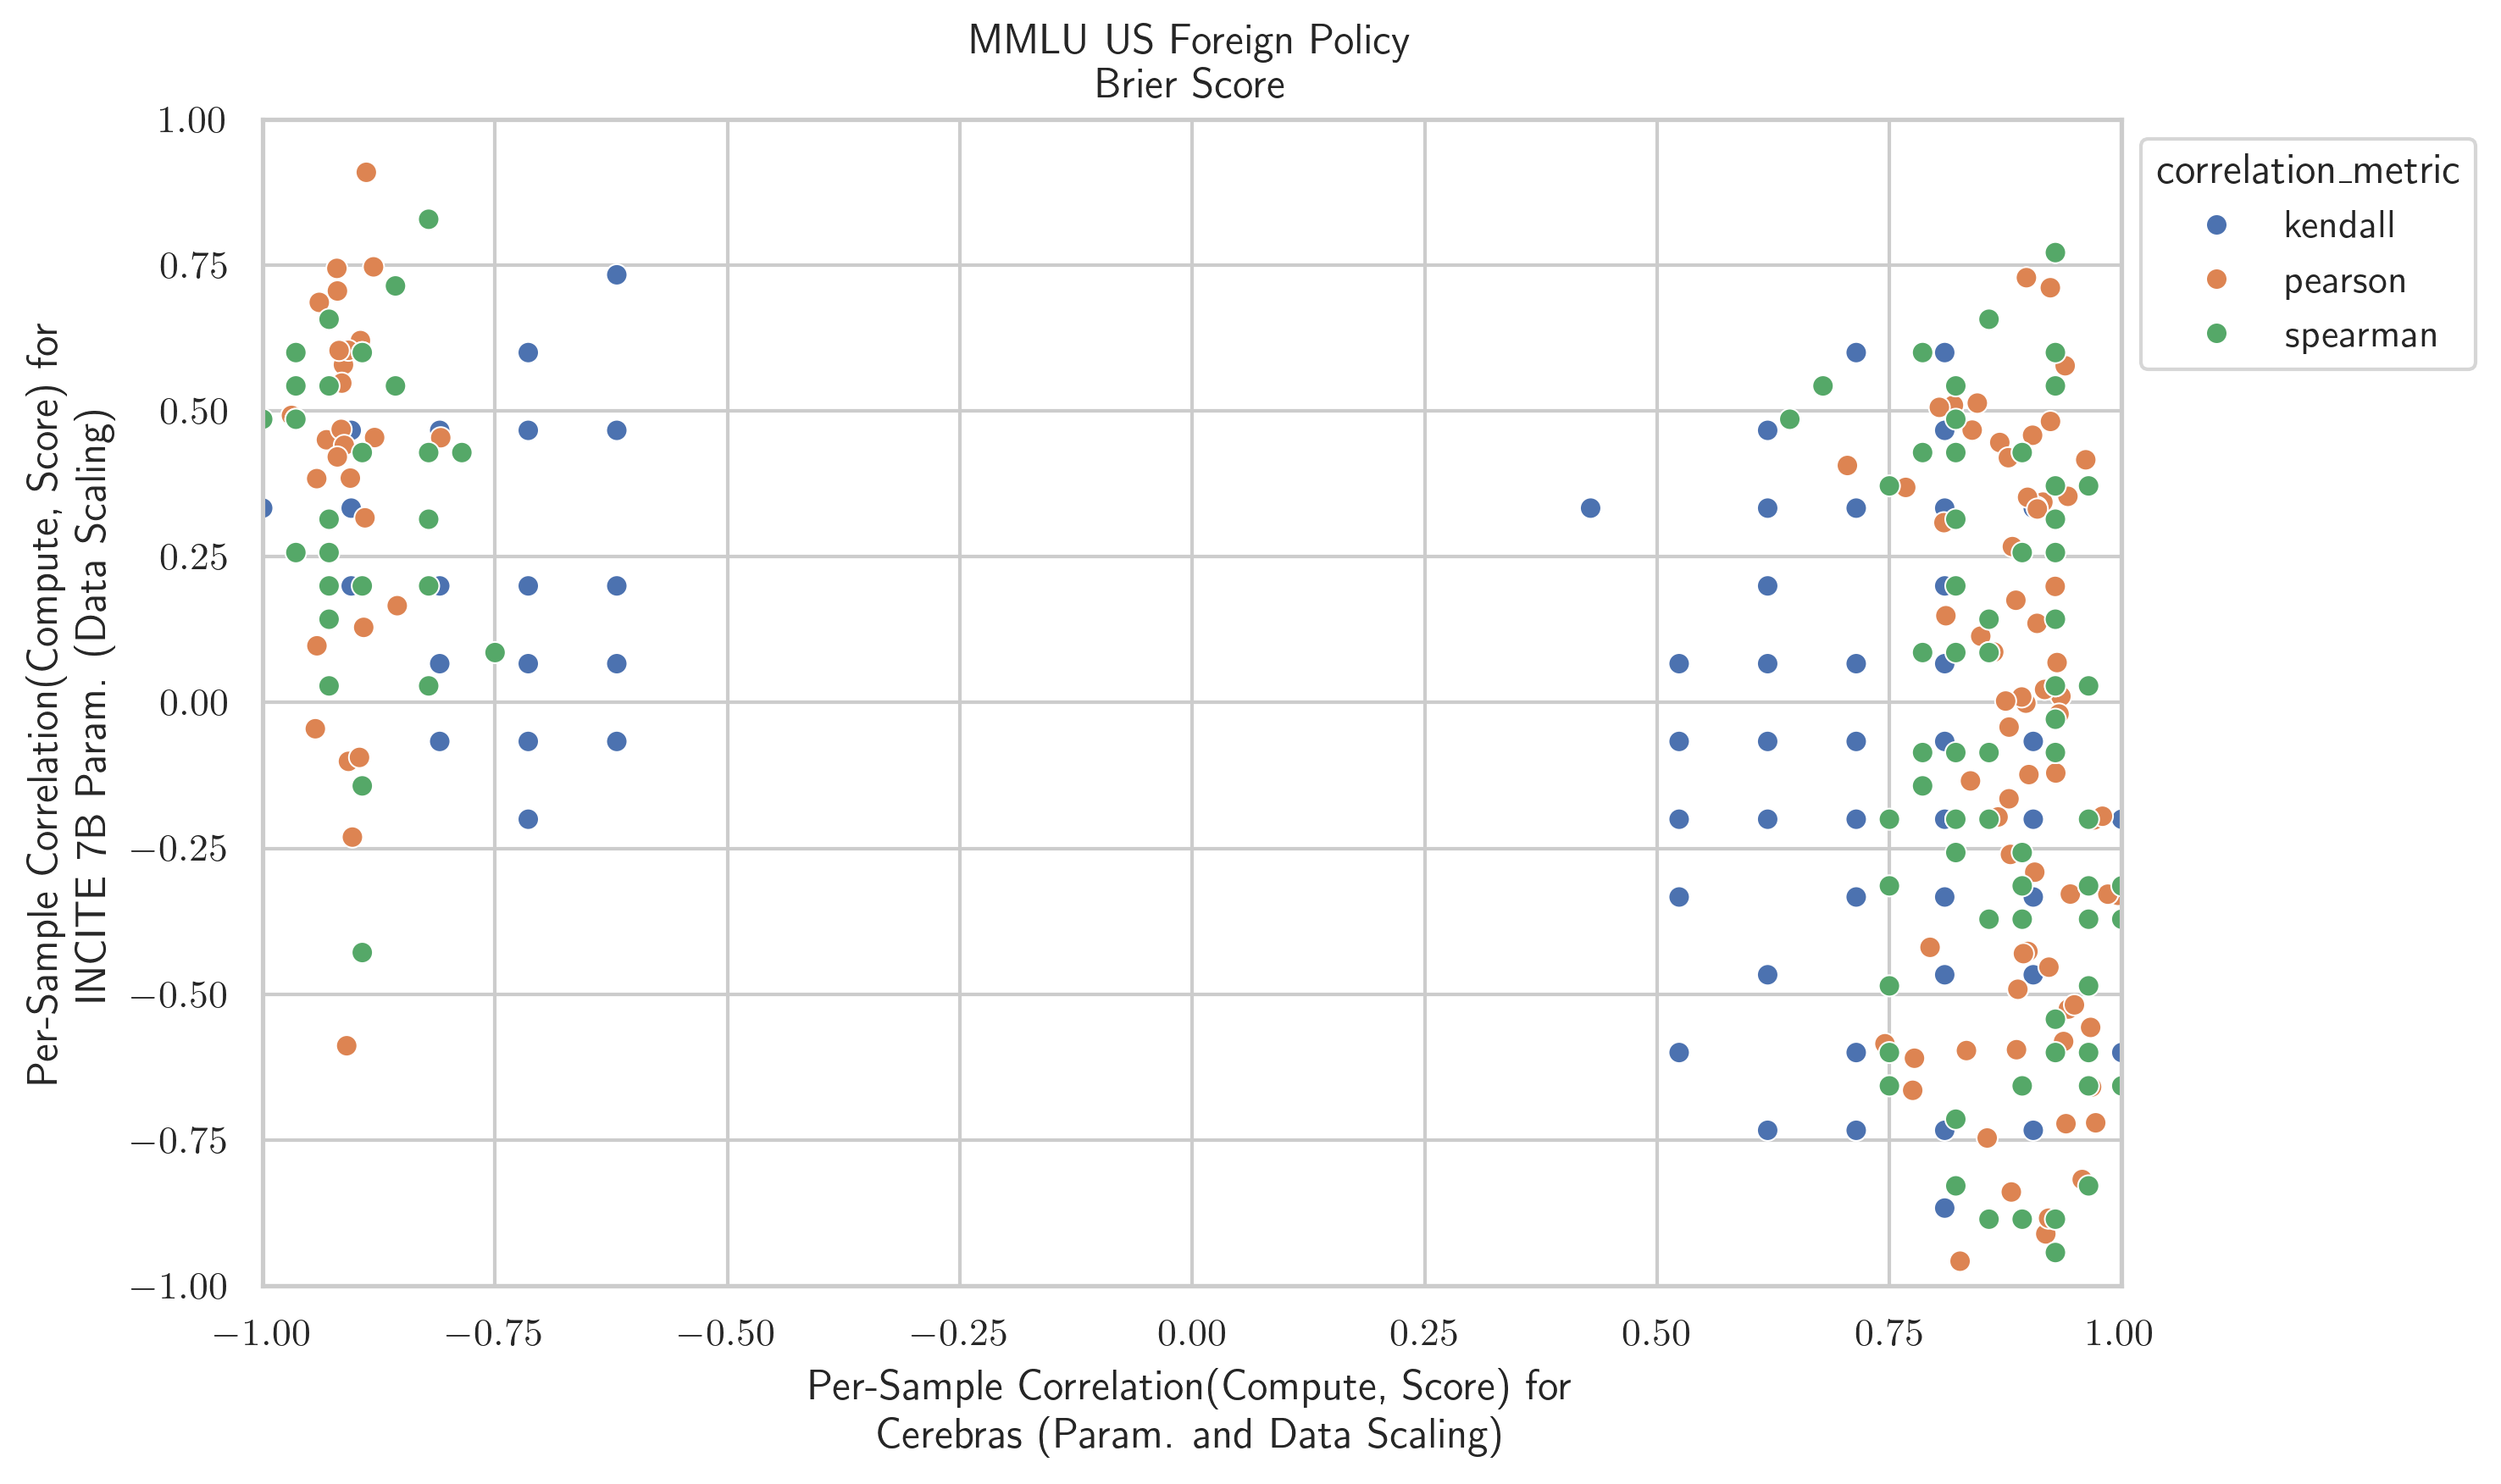 MMLU US Foreign Policy
Brier Score
Per-Sample Correlation(Compute, Score) for
INCITE 7B Param. (Data Scaling)
1.00
0.75
0.50
0.25
0.00
−0.25
−0.50
−0.75
−1.00
−1.00 −0.75 −0.50 −0.25 0.00 0.25 0.50 0.75 1.00
Per-Sample Correlation(Compute, Score) for
Cerebras (Param. and Data Scaling)
correlation_metric
kendall
pearson
spearman